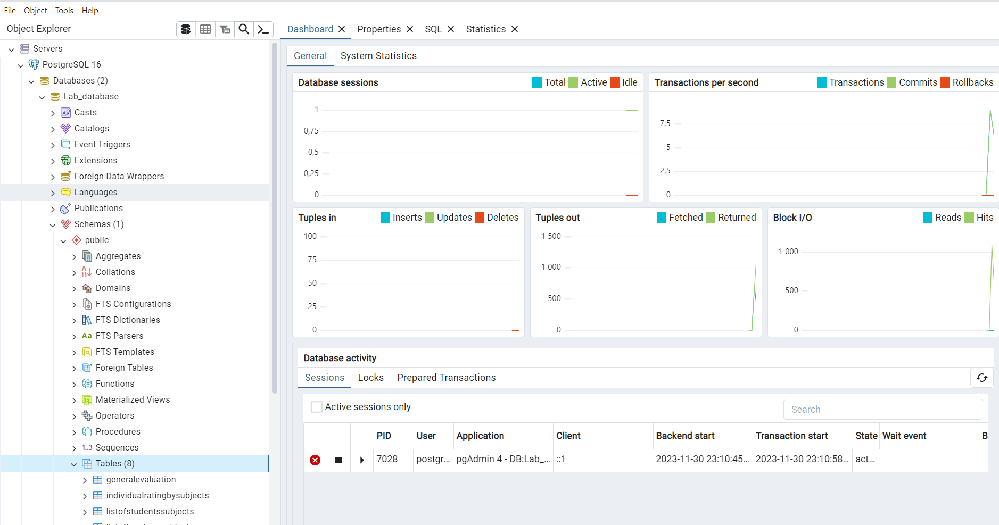 File Object Tools Help
Object Explorer
Dashboard Properties SQL Statistics
Servers
PostgreSQL 16
Databases (2)
Lab_database
Casts
Catalogs
Event Triggers
Extensions
Foreign Data Wrappers
Languages
Publications
Schemas (1)
public
Aggregates
Collations
Domains
FTS Configurations
FTS Dictionaries
Aa FTS Parsers
FTS Templates
Foreign Tables
Functions
Materialized Views
Operators
Procedures
1..3 Sequences
Tables (8)
generalevaluation
individualratingbysubjects
listofstudentssubjects
General System Statistics
Database sessions Total Active Idle
1
0,75
0,5
0,25
0
Transactions per second Transactions Commits Rollbacks
7,5
5
2,5
0
Tuples in Inserts Updates Deletes
100
75
50
25
0
Tuples out Fetched Returned
1 500
1 000
500
0
Block I/O Reads Hits
1 000
500
0
Database activity
Sessions Locks Prepared Transactions
Active sessions only
Search
PID User Application Client Backend start Transaction start State Wait event B
7028 postgr... pgAdmin 4 - DB:Lab_... ::1 2023-11-30 23:10:45... 2023-11-30 23:10:58... act...